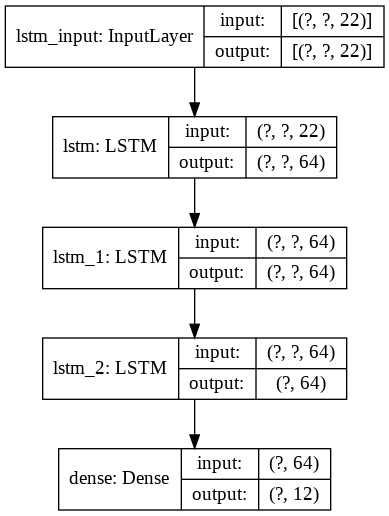 lstm_input: InputLayer
input: [(?, ?, 22)]
output: [(?, ?, 22)]
lstm: LSTM
input: (?, ?, 22)
output: (?, ?, 64)
lstm_1: LSTM
input: (?, ?, 64)
output: (?, ?, 64)
lstm_2: LSTM
input: (?, ?, 64)
output: (?, 64)
dense: Dense
input: (?, 64)
output: (?, 12)